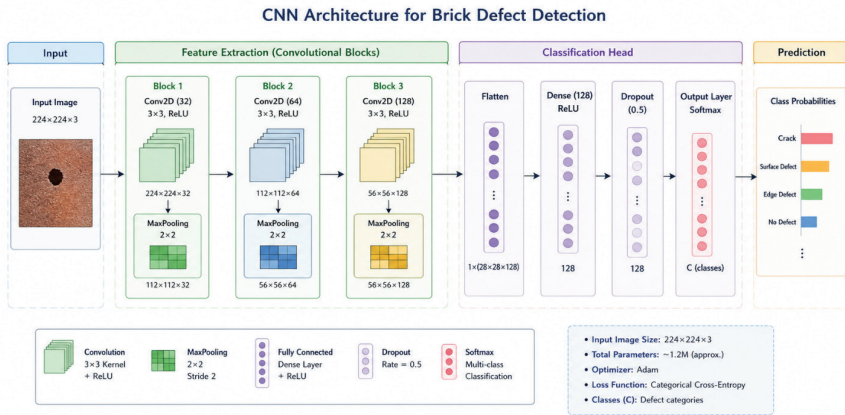 CNN Architecture for Brick Defect Detection
Input
Input Image
224×224×3
Feature Extraction (Convolutional Blocks)
Block 1
Conv2D (32)
3×3, ReLU
224×224×32
MaxPooling
2×2
112×112×32
Block 2
Conv2D (64)
3×3, ReLU
112×112×64
MaxPooling
2×2
56×56×64
Block 3
Conv2D (128)
3×3, ReLU
56×56×128
MaxPooling
2×2
56×56×128
Classification Head
Flatten
1×(28×28×128)
Dense (128)
ReLU
128
Dropout
(0.5)
128
Output Layer
Softmax
C (classes)
Prediction
Class Probabilities
Crack
Surface Defect
Edge Defect
No Defect
Convolution
3×3 Kernel
+ ReLU
MaxPooling
2×2
Stride 2
Fully Connected
Dense Layer
+ ReLU
Dropout
Rate = 0.5
Softmax
Multi-class
Classification
• Input Image Size: 224×224×3
• Total Parameters: ~1.2M (approx.)
• Optimizer: Adam
• Loss Function: Categorical Cross-Entropy
• Classes (C): Defect categories